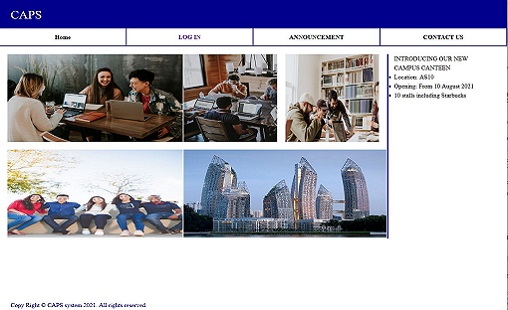 CAPS
Home
LOG IN
ANNOUNCEMENT
CONTACT US
INTRODUCING OUR NEW
CAMPUS CANTEEN
Location: AS10
Opening: From 10 August 2021
10 stalls including Starbucks
Copy Right © CAPS system 2021. All rights reserved.